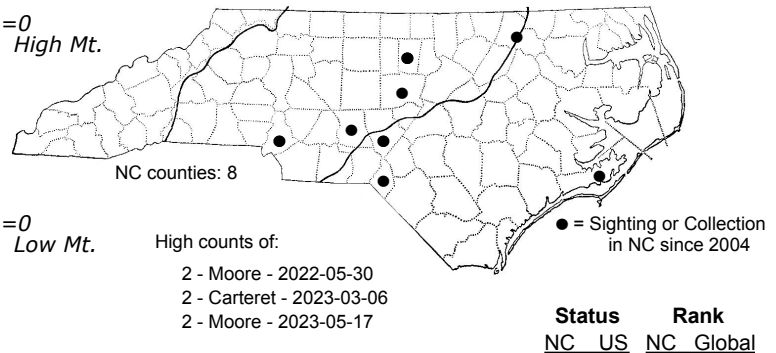 =0
High Mt.
NC counties: 8
=0
Low Mt.
High counts of:
2 - Moore - 2022-05-30
2 - Carteret - 2023-03-06
2 - Moore - 2023-05-17
● = Sighting or Collection
in NC since 2004
Status Rank
NC US NC Global